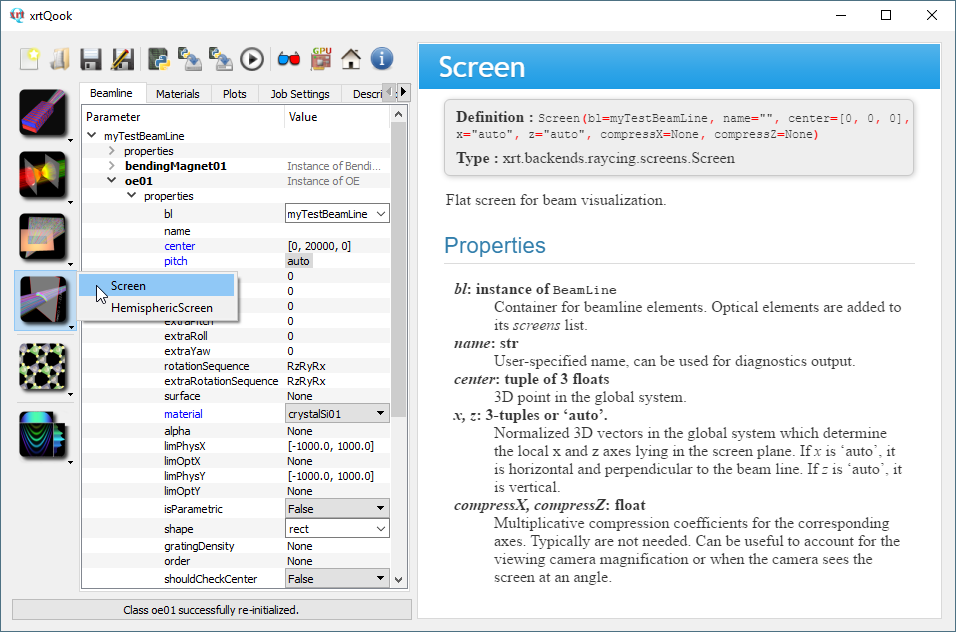 xrtQook
GPU
Beamline Materials Plots Job Settings Descri
Parameter Value
myTestBeamLine
properties
bendingMagnet01 Instance of Bendi...
oe01 Instance of OE
properties
bl myTestBeamLine
name
center [0, 20000, 0]
pitch auto
0
Screen 0
HemisphericScreen 0
extraPitch 0
extraRoll 0
extraYaw 0
rotationSequence RzRyRx
extraRotationSequence RzRyRx
surface None
material crystalSi01
alpha None
limPhysX [-1000.0, 1000.0]
limOptX None
limPhysY [-1000.0, 1000.0]
limOptY None
isParametric False
shape rect
gratingDensity None
order None
shouldCheckCenter False
Class oe01 successfully re-initialized.
Screen
Definition : Screen(bl=myTestBeamLine, name="", center=[0, 0, 0],
x="auto", z="auto", compressX=None, compressZ=None)
Type : xrt.backends.raycing.screens.Screen
Flat screen for beam visualization.
Properties
bl: instance of BeamLine
Container for beamline elements. Optical elements are added to
its screens list.
name: str
User-specified name, can be used for diagnostics output.
center: tuple of 3 floats
3D point in the global system.
x, z: 3-tuples or ‘auto’.
Normalized 3D vectors in the global system which determine
the local x and z axes lying in the screen plane. If x is ‘auto’, it
is horizontal and perpendicular to the beam line. If z is ‘auto’, it
is vertical.
compressX, compressZ: float
Multiplicative compression coefficients for the corresponding
axes. Typically are not needed. Can be useful to account for the
viewing camera magnification or when the camera sees the
screen at an angle.